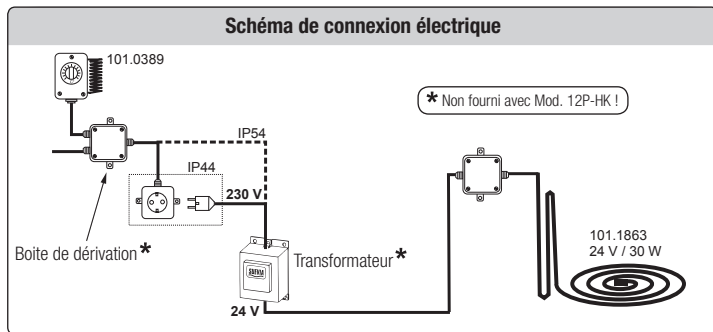 Schéma de connexion électrique
101.0389
* Non fourni avec Mod. 12P-HK !
IP54
IP44
230 V
Boite de dérivation *
Transformateur *
SUEVIA
24 V
101.1863
24 V / 30 W